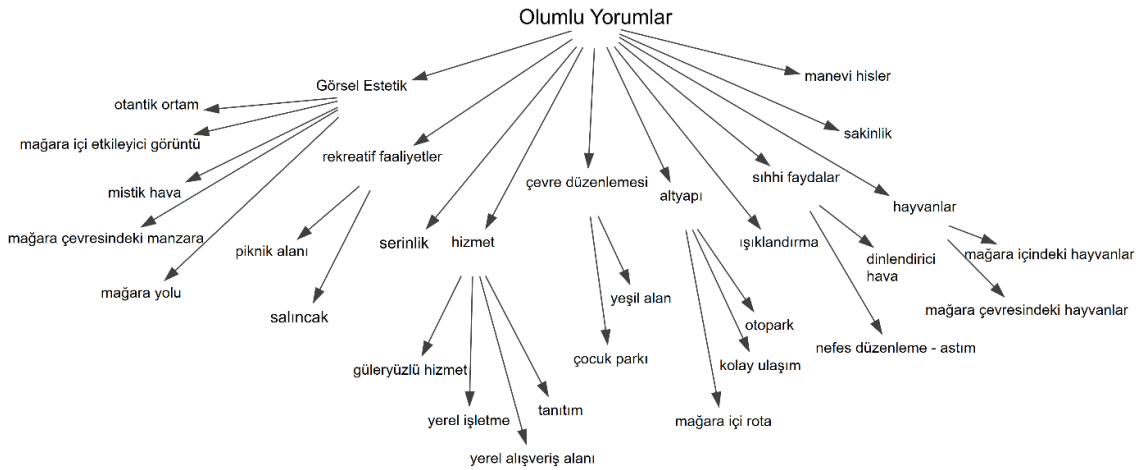 Olumlu Yorumlar
Görsel Estetik
otantik ortam
mağara içi etkileyici görüntü
mistik hava
mağara çevresindeki manzara
mağara yolu
rekreatif faaliyetler
piknik alanı
salıncak
serinlik
hizmet
güleryüzlü hizmet
yerel işletme
yerel alışveriş alanı
tanıtım
çevre düzenlemesi
yeşil alan
çocuk parkı
altyapı
otopark
kolay ulaşım
mağara içi rota
ışıklandırma
sıhhi faydalar
dinlendirici
hava
nefes düzenleme - astım
hayvanlar
mağara içindeki hayvanlar
mağara çevresindeki hayvanlar
sakinlik
manevi hisler